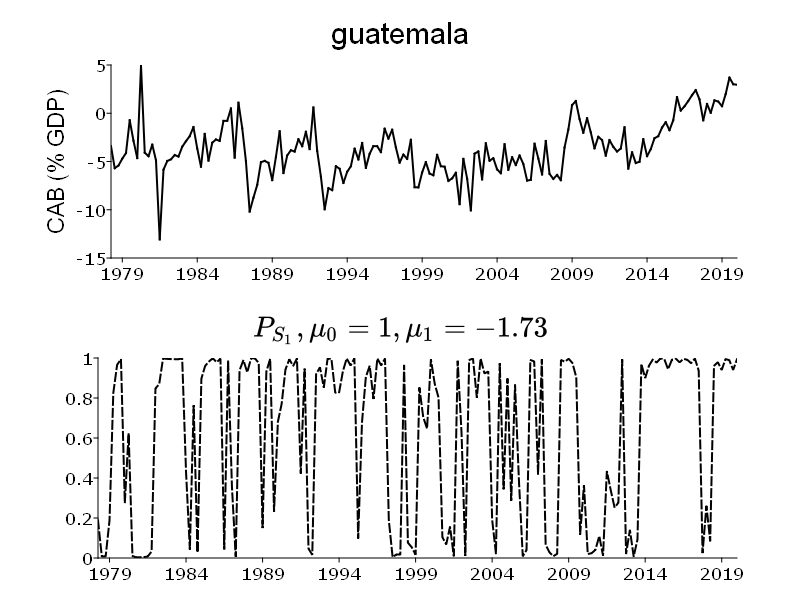 guatemala
CAB (% GDP)
5
0
-5
-10
-15
1979 1984 1989 1994 1999 2004 2009 2014 2019
P_{S_1}, μ_0 = 1, μ_1 = −1.73
1
0.8
0.6
0.4
0.2
0
1979 1984 1989 1994 1999 2004 2009 2014 2019